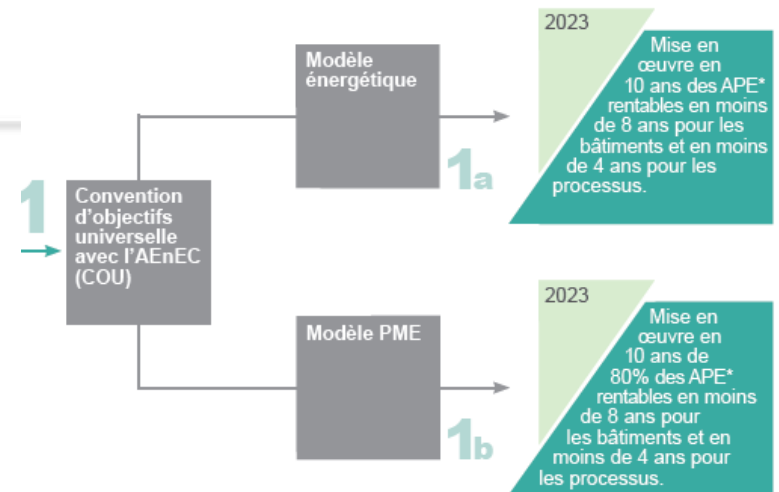 1
Convention
d'objectifs
universelle
avec l'AEnEC
(COU)
Modèle
énergétique
1a
2023
Mise en
œuvre en
10 ans des APE*
rentables en moins
de 8 ans pour les
bâtiments et en moins
de 4 ans pour les
processus.
Modèle PME
1b
2023
Mise en
œuvre en
10 ans de
80% des APE*
rentables en moins
de 8 ans pour
les bâtiments et en
moins de 4 ans pour
les processus.